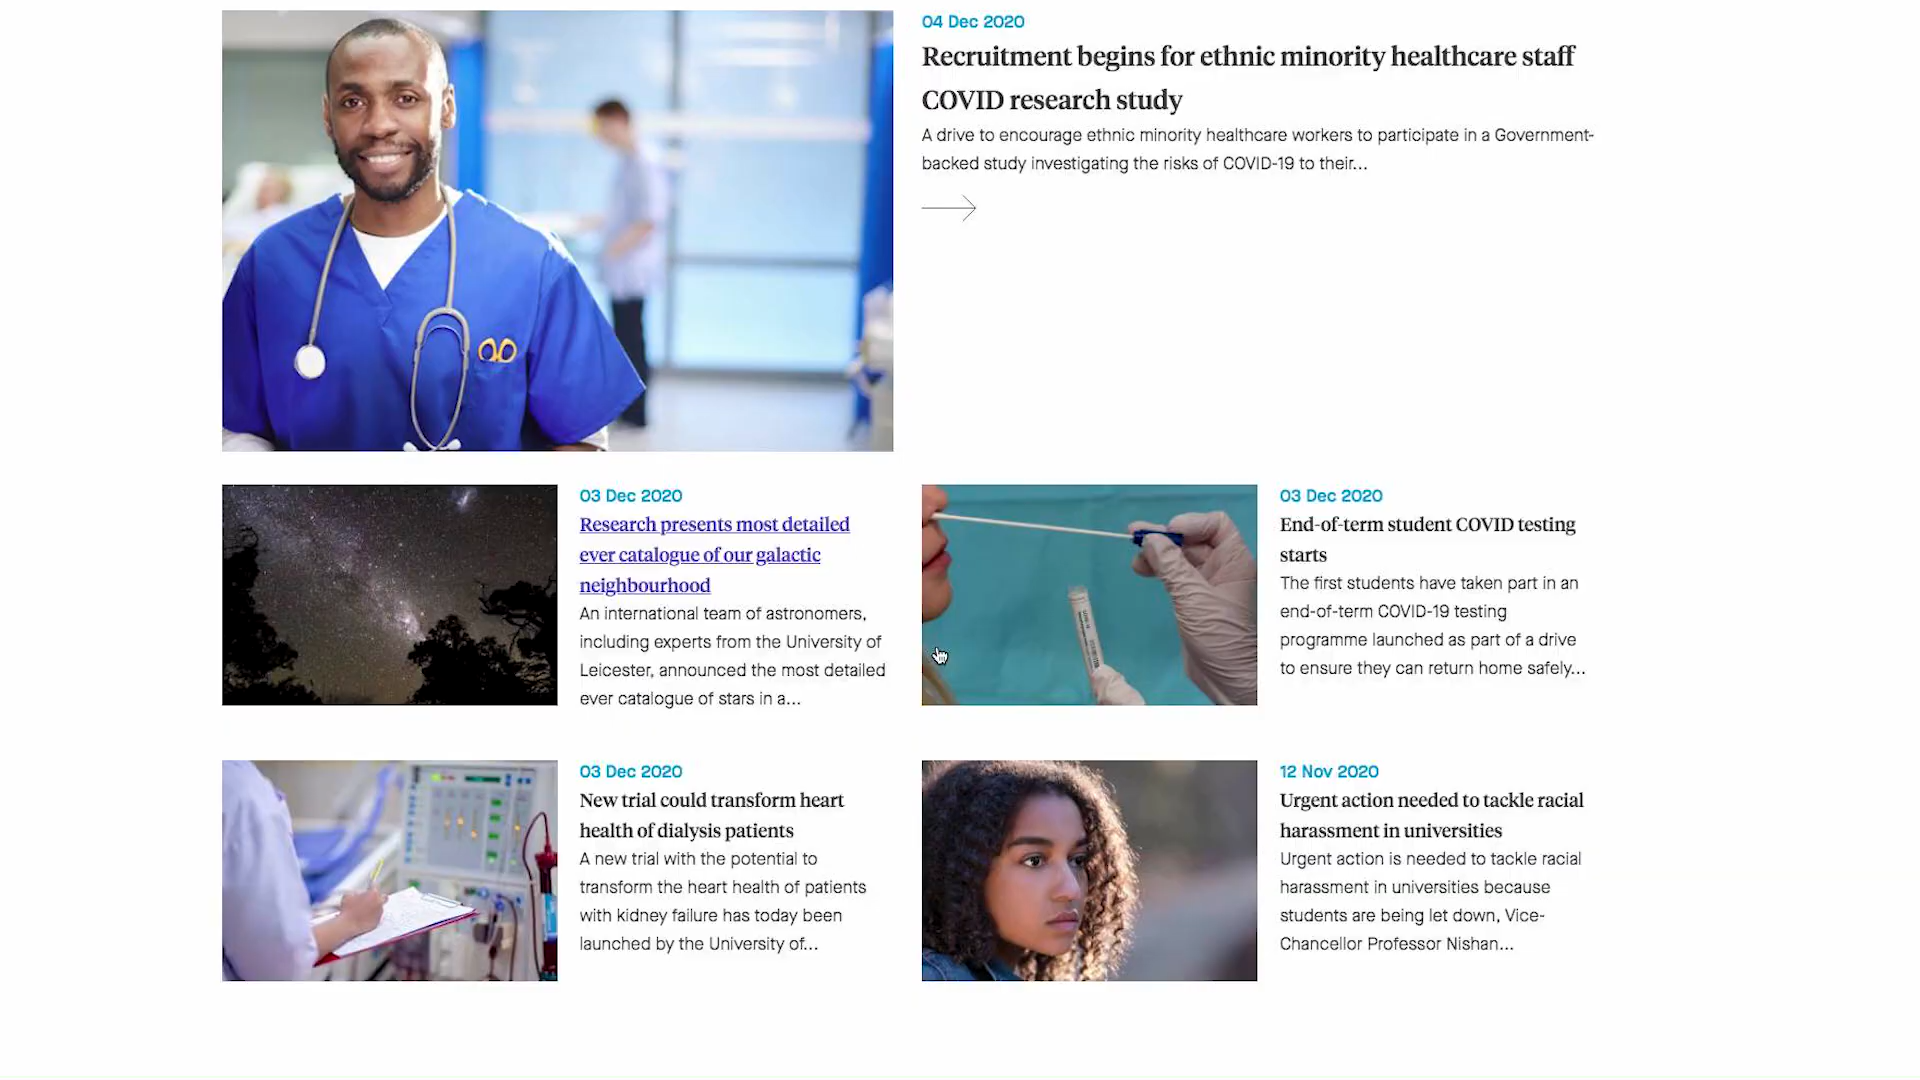 04 Dec 2020
Recruitment begins for ethnic minority healthcare staff
COVID research study
A drive to encourage ethnic minority healthcare workers to participate in a Government-
backed study investigating the risks of COVID-19 to their...
03 Dec 2020
Research presents most detailed
ever catalogue of our galactic
neighbourhood
An international team of astronomers,
including experts from the University of
Leicester, announced the most detailed
ever catalogue of stars in a...
03 Dec 2020
End-of-term student COVID testing
starts
The first students have taken part in an
end-of-term COVID-19 testing
programme launched as part of a drive
to ensure they can return home safely...
03 Dec 2020
New trial could transform heart
health of dialysis patients
A new trial with the potential to
transform the heart health of patients
with kidney failure has today been
launched by the University of...
12 Nov 2020
Urgent action needed to tackle racial
harassment in universities
Urgent action is needed to tackle racial
harassment in universities because
students are being let down, Vice-
Chancellor Professor Nishan...